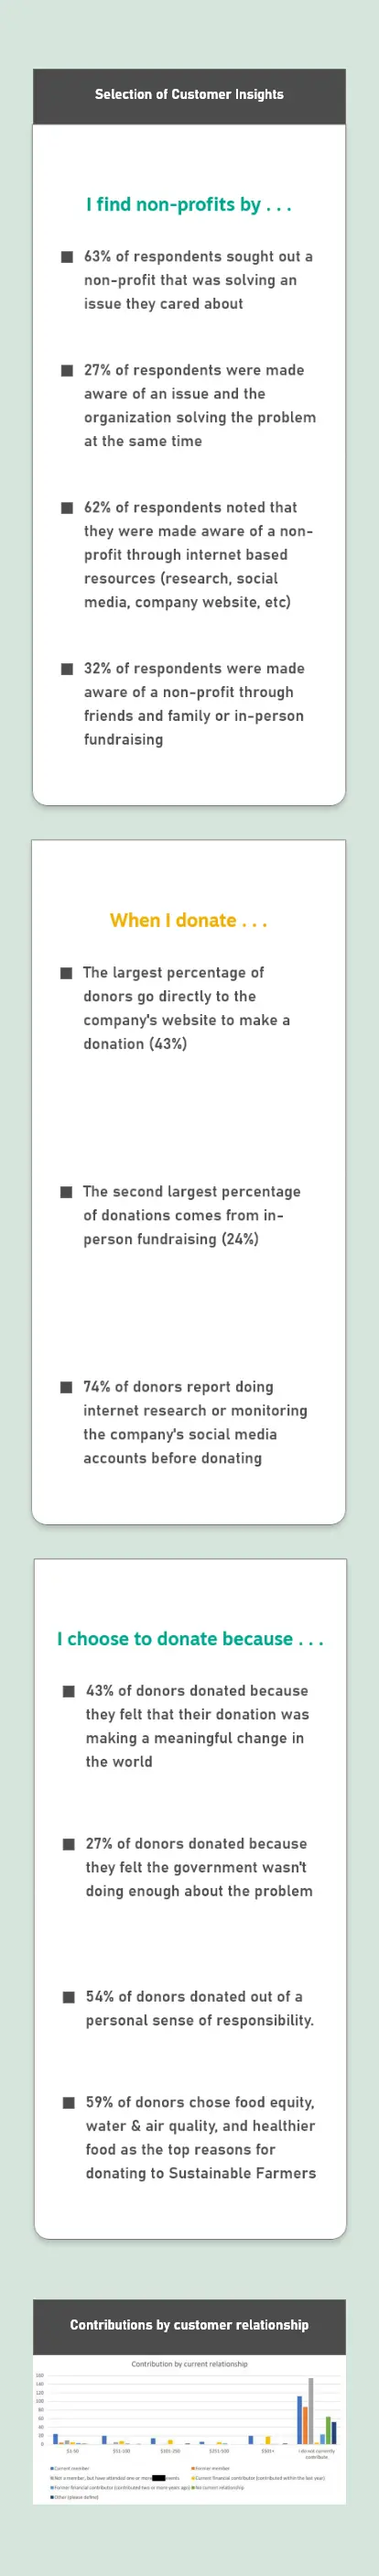 Selection of Customer Insights
I find non-profits by . . .
63% of respondents sought out a
non-profit that was solving an
issue they cared about
27% of respondents were made
aware of an issue and the
organization solving the problem
at the same time
62% of respondents noted that
they were made aware of a non-
profit through internet based
resources (research, social
media, company website, etc)
32% of respondents were made
aware of a non-profit through
friends and family or in-person
fundraising
When I donate . . .
The largest percentage of
donors go directly to the
company's website to make a
donation (43%)
The second largest percentage
of donations comes from in-
person fundraising (24%)
74% of donors report doing
internet research or monitoring
the company's social media
accounts before donating
I choose to donate because . . .
43% of donors donated because
they felt that their donation was
making a meaningful change in
the world
27% of donors donated because
they felt the government wasn't
doing enough about the problem
54% of donors donated out of a
personal sense of responsibility.
59% of donors chose food equity,
water & air quality, and healthier
food as the top reasons for
donating to Sustainable Farmers
Contributions by customer relationship
Contribution by current relationship
160
140
120
100
80
60
40
20
0
$1-50 $51-100 $101-250 $251-500 $501+ I do not currently
contribute
Current member Former member
Not a member, but have attended one or more events Current financial contributor (contributed within the last year)
Former financial contributor (contributed two or more years ago) No current relationship
Other (please define)